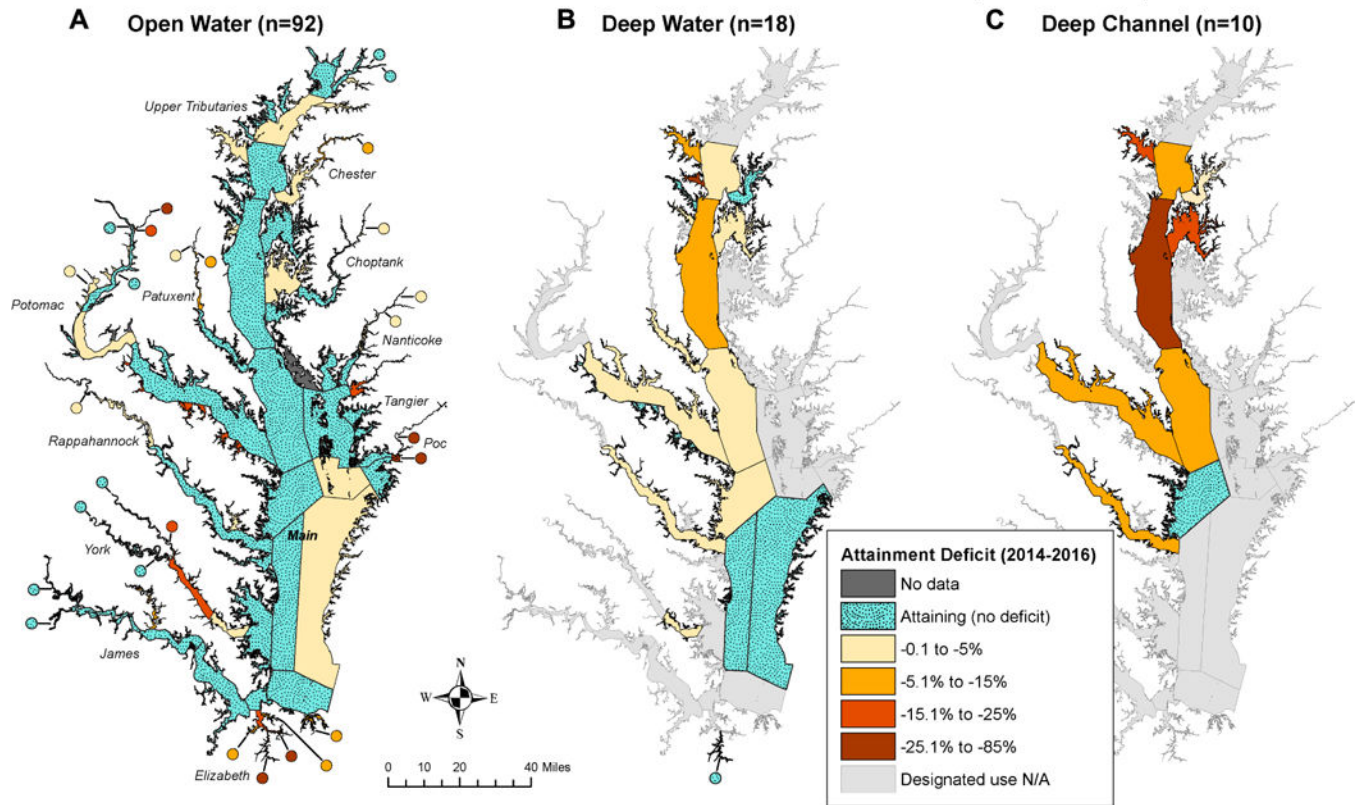 A Open Water (n=92)
B Deep Water (n=18)
C Deep Channel (n=10)
Upper Tributaries
Chester
Choptank
Patuxent
Potomac
Nanticoke
Tangier
Rappahannock
Poc
Main
York
James
Elizabeth
N
W E
S
0 10 20 40 Miles
Attainment Deficit (2014-2016)
No data
Attaining (no deficit)
-0.1 to -5%
-5.1% to -15%
-15.1% to -25%
-25.1% to -85%
Designated use N/A